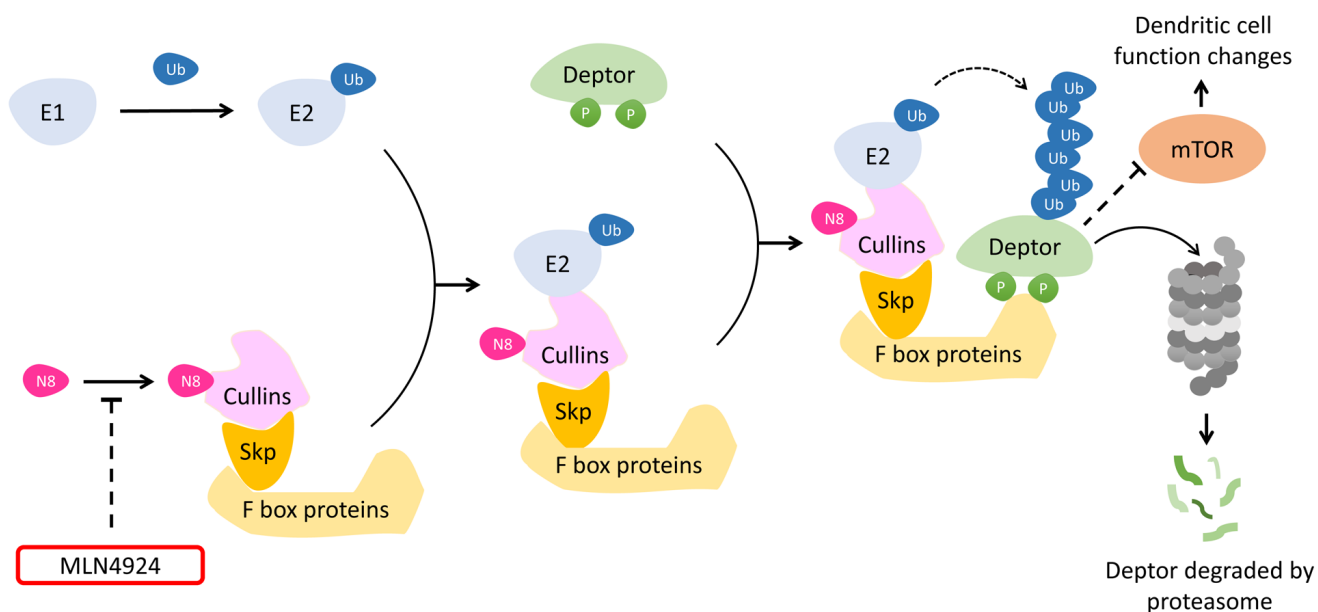 E1
Ub
E2
Ub
Deptor
P
P
N8
N8
Cullins
Skp
F box proteins
MLN4924
E2
Ub
N8
Cullins
Skp
F box proteins
E2
Ub
N8
Cullins
Skp
F box proteins
Ub
Ub
Ub
Ub
Ub
Ub
Deptor
P
P
Dendritic cell
function changes
mTOR
Deptor degraded by
proteasome